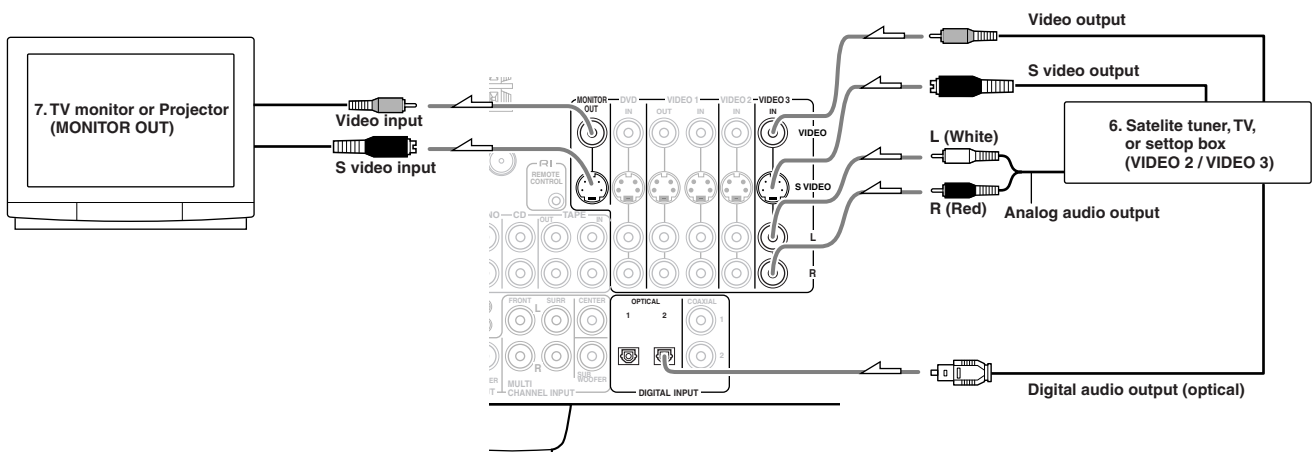 7. TV monitor or Projector
(MONITOR OUT)
Video input
S video input
MONITOR
OUT
DVD
VIDEO 1
VIDEO 2
VIDEO 3
IN
OUT
IN
IN
IN
VIDEO
S VIDEO
L
R
RI
REMOTE
CONTROL
CD
TAPE
OUT
IN
FRONT
SURR
CENTER
L
R
SUB
WOOFER
MULTI
CHANNEL INPUT
OPTICAL
1
2
COAXIAL
1
2
DIGITAL INPUT
Video output
S video output
L (White)
R (Red)
Analog audio output
6. Satelite tuner, TV,
or settop box
(VIDEO 2 / VIDEO 3)
Digital audio output (optical)